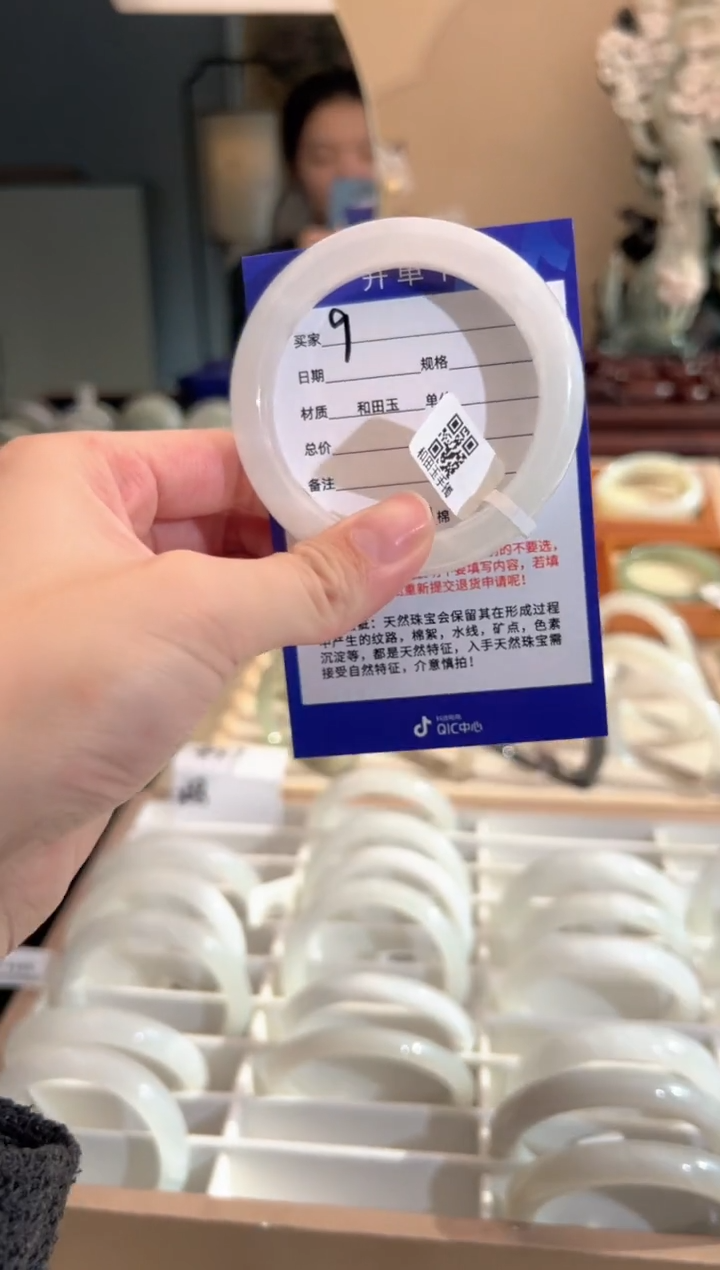 开单卡
买家 9
日期 规格
材质 和田玉 单价
总价
备注
和田玉手镯
棉
的不要选，
不要填写内容，若填
重新提交退货申请呢！
天然珠宝会保留其在形成过程
中产生的纹路，棉絮，水线，矿点，色素
沉淀等，都是天然特征，入手天然珠宝需
接受自然特征，介意慎拍！
QIC中心